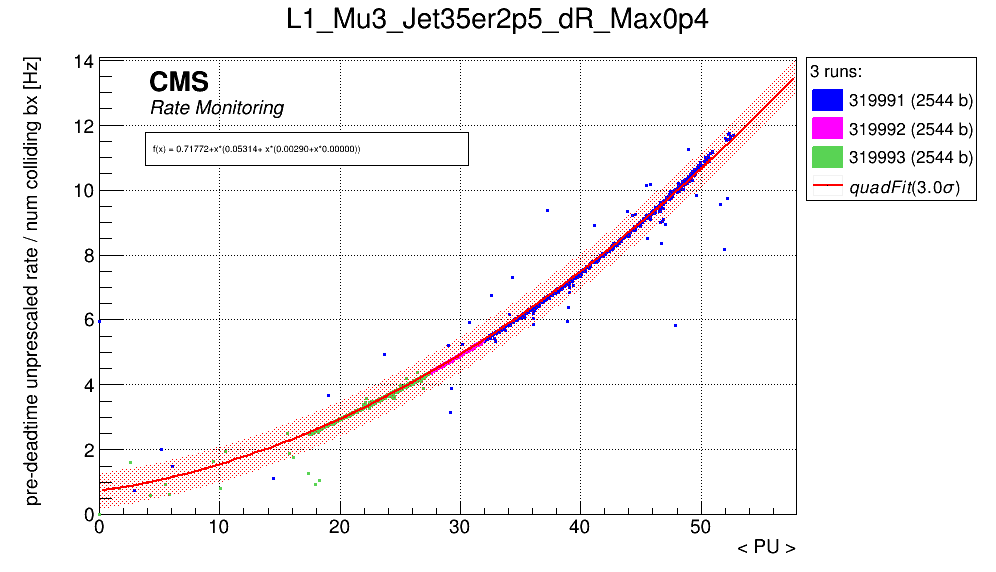 L1_Mu3_Jet35er2p5_dR_Max0p4
pre-deadtime unprescaled rate / num colliding bx [Hz]
14
12
10
8
6
4
2
0
CMS
Rate Monitoring
f(x) = 0.71772+x*(0.05314+ x*(0.00290+x*0.00000))
3 runs:
319991 (2544 b)
319992 (2544 b)
319993 (2544 b)
quadFit(3.0σ)
0 10 20 30 40 50
< PU >